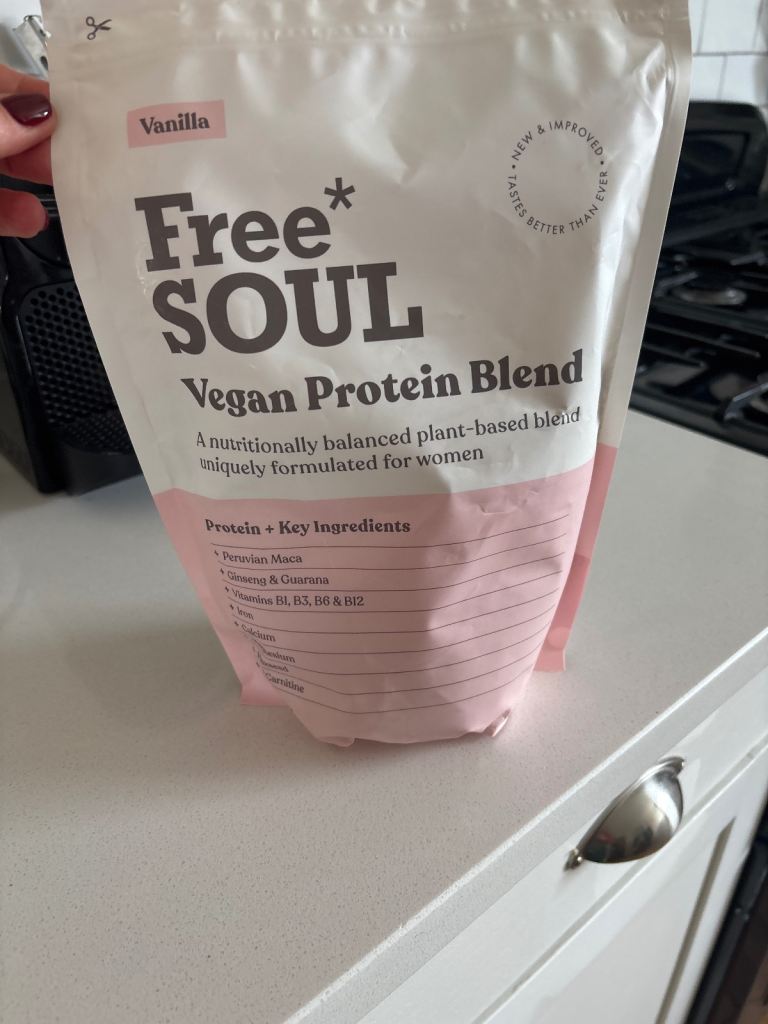 Vanilla
• NEW & IMPROVED •
TASTES BETTER THAN EVER
Free*
SOUL
Vegan Protein Blend
A nutritionally balanced plant-based blend
uniquely formulated for women
Protein + Key Ingredients
Peruvian Maca
Ginseng & Guarana
Vitamins B1, B3, B6 & B12
Iron
Calcium